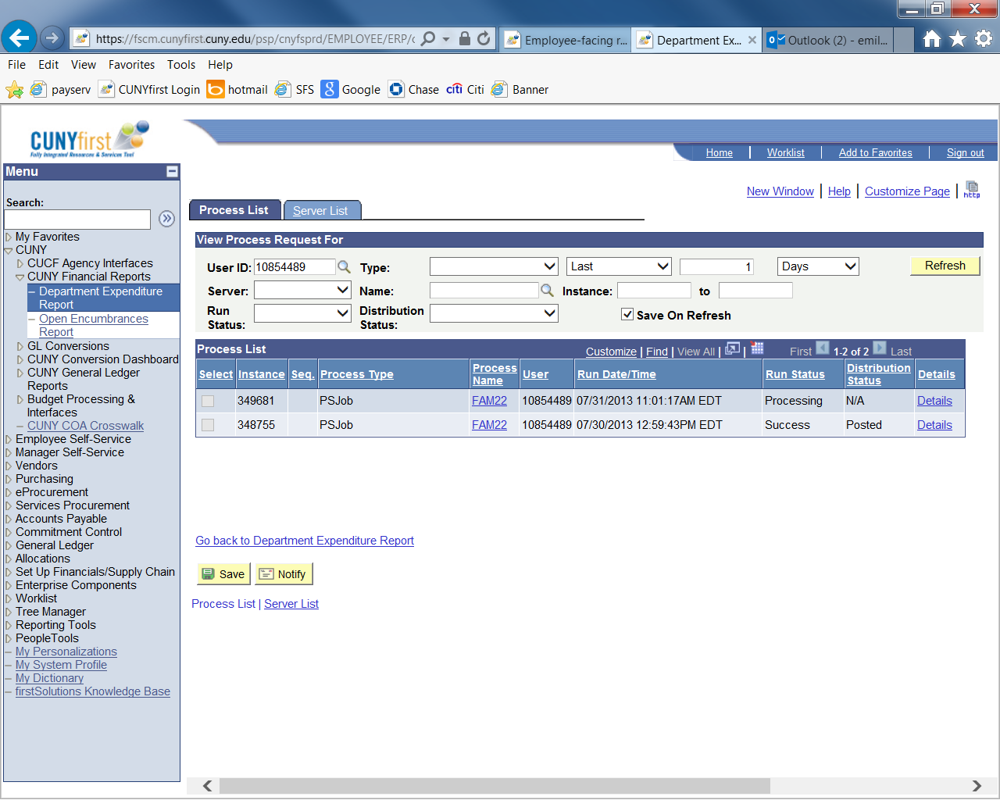 https://fscm.cunyfirst.cuny.edu/psp/cnyfsprd/EMPLOYEE/ERP/c
Employee-facing r...
Department Ex...
Outlook (2) - emil...
File Edit View Favorites Tools Help
payserv CUNYfirst Login hotmail SFS Google Chase citi Citi Banner
CUNYfirst
Fully Integrated Resources & Services Tool
Home Worklist Add to Favorites Sign out
New Window | Help | Customize Page | http
Menu
Search:
My Favorites
CUNY
CUCF Agency Interfaces
CUNY Financial Reports
Department Expenditure
Report
Open Encumbrances
Report
GL Conversions
CUNY Conversion Dashboard
CUNY General Ledger
Reports
Budget Processing &
Interfaces
CUNY COA Crosswalk
Employee Self-Service
Manager Self-Service
Vendors
Purchasing
eProcurement
Services Procurement
Accounts Payable
Commitment Control
General Ledger
Allocations
Set Up Financials/Supply Chain
Enterprise Components
Worklist
Tree Manager
Reporting Tools
PeopleTools
My Personalizations
My System Profile
My Dictionary
firstSolutions Knowledge Base
Process List Server List
View Process Request For
User ID: 10854489 Type: Last 1 Days Refresh
Server: Name: Instance: to
Run Status: Distribution Status: Save On Refresh
Process List Customize | Find | View All | | First 1-2 of 2 Last
Select Instance Seq. Process Type Process Name User Run Date/Time Run Status Distribution Status Details
349681 PSJob FAM22 10854489 07/31/2013 11:01:17AM EDT Processing N/A Details
348755 PSJob FAM22 10854489 07/30/2013 12:59:43PM EDT Success Posted Details
Go back to Department Expenditure Report
Save Notify
Process List | Server List